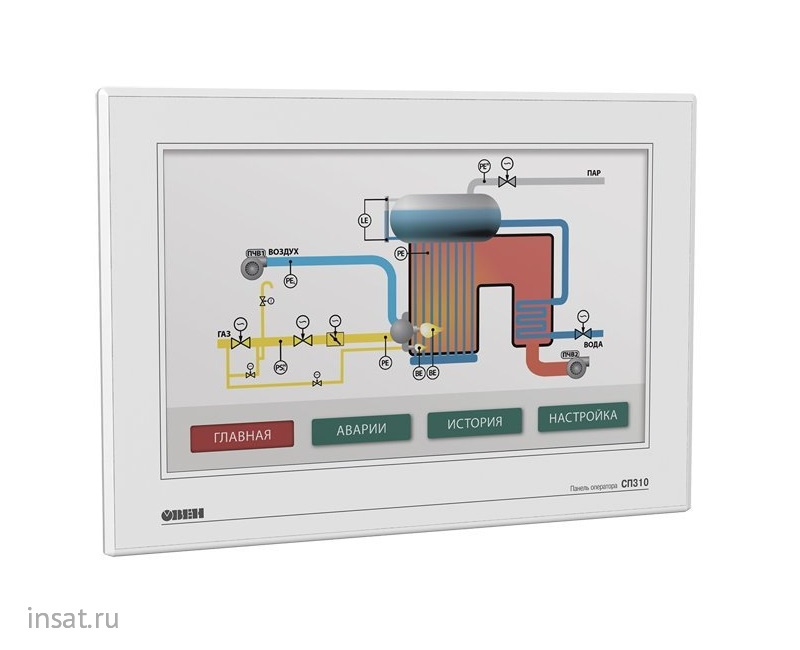 PE
ПАР
LE
PE
ПЧВ1 ВОЗДУХ
PE
ГАЗ
PS
PE
BE BE
ВОДА
ПЧВ2
ГЛАВНАЯ
АВАРИИ
ИСТОРИЯ
НАСТРОЙКА
ОВЕН
Панель оператора СП310
insat.ru